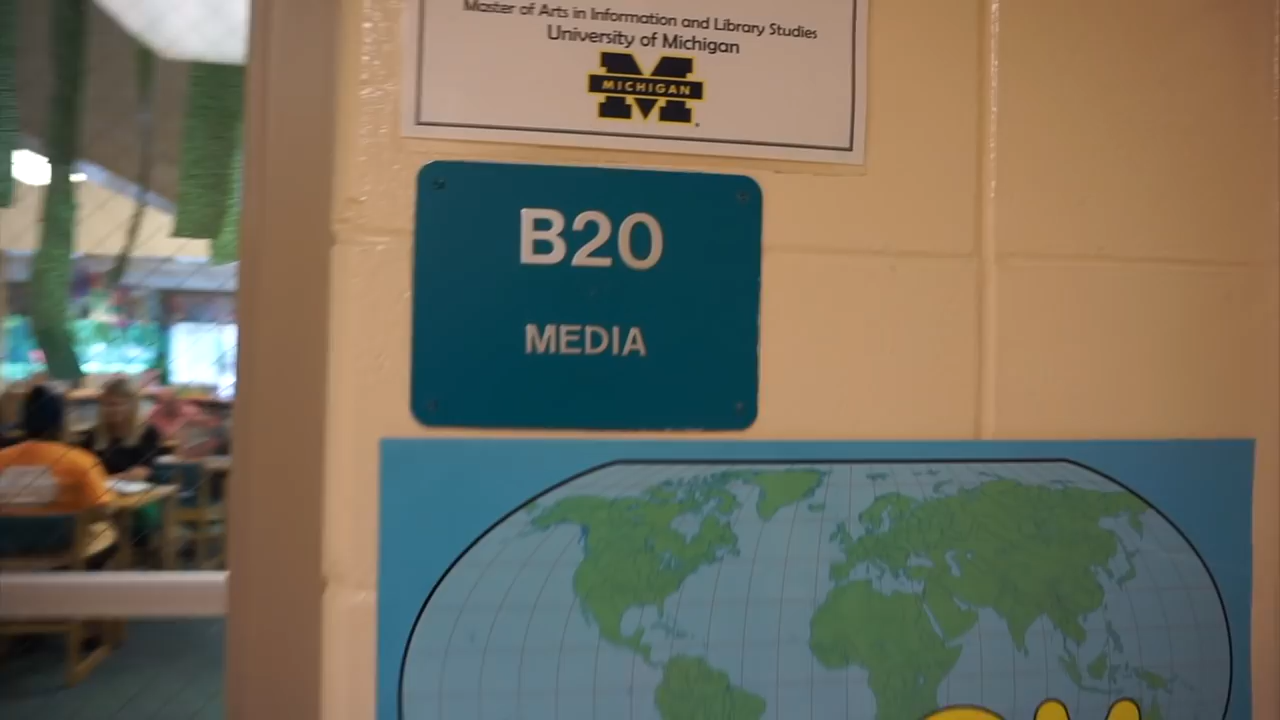 Master of Arts in Information and Library Studies
University of Michigan
MICHIGAN
B20
MEDIA